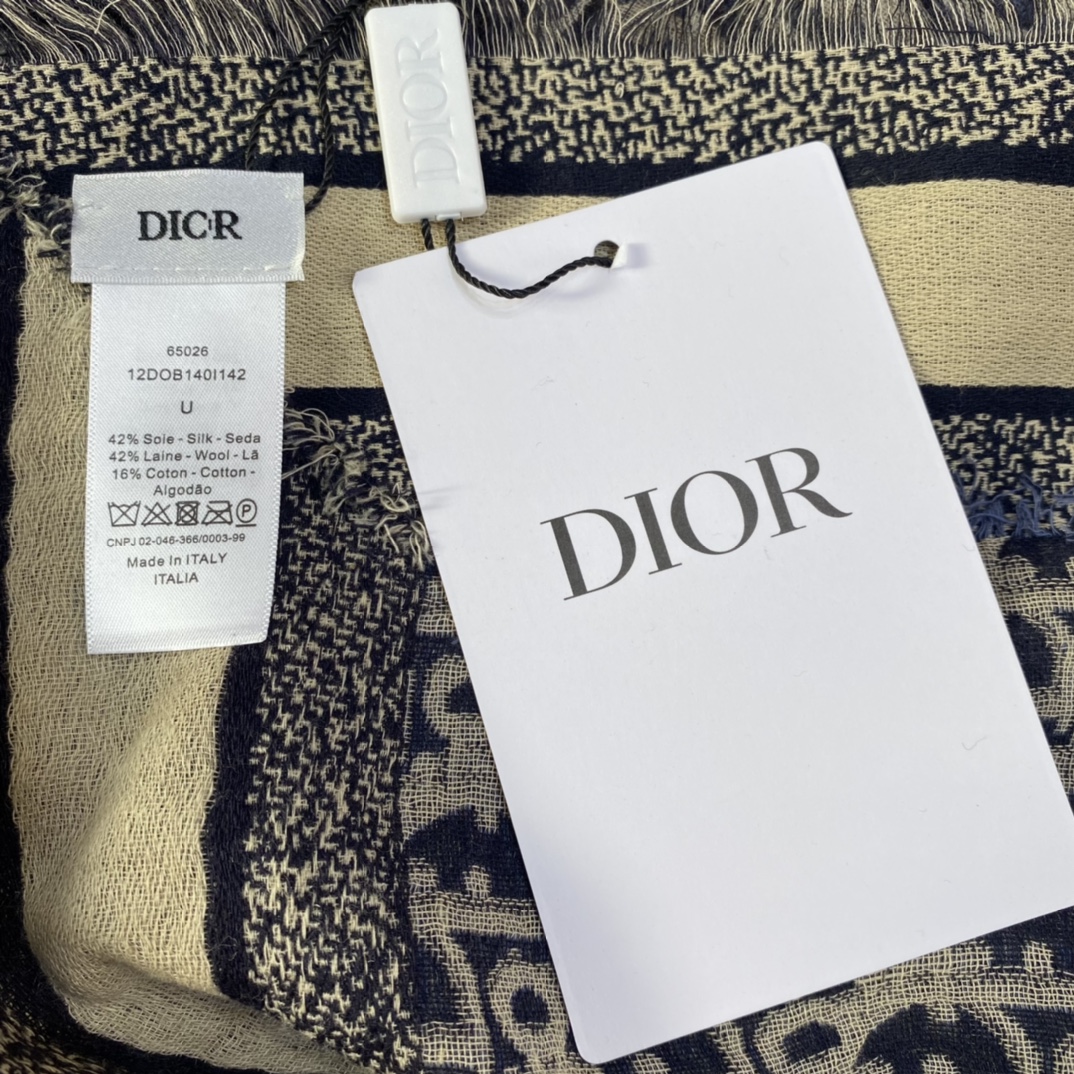 DIOR
DICR
65026
12DOB140I142
U
42% Soie - Silk - Seda
42% Laine - Wool - Lã
16% Coton - Cotton -
Algodão
CNPJ 02-046-366/0003-99
Made In ITALY
ITALIA
DIOR